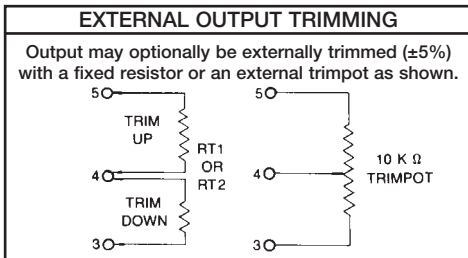 EXTERNAL OUTPUT TRIMMING
Output may optionally be externally trimmed (±5%)
with a fixed resistor or an external trimpot as shown.
5
TRIM
UP
RT1
OR
RT2
4
TRIM
DOWN
3
5
4
10 K Ω
TRIMPOT
3